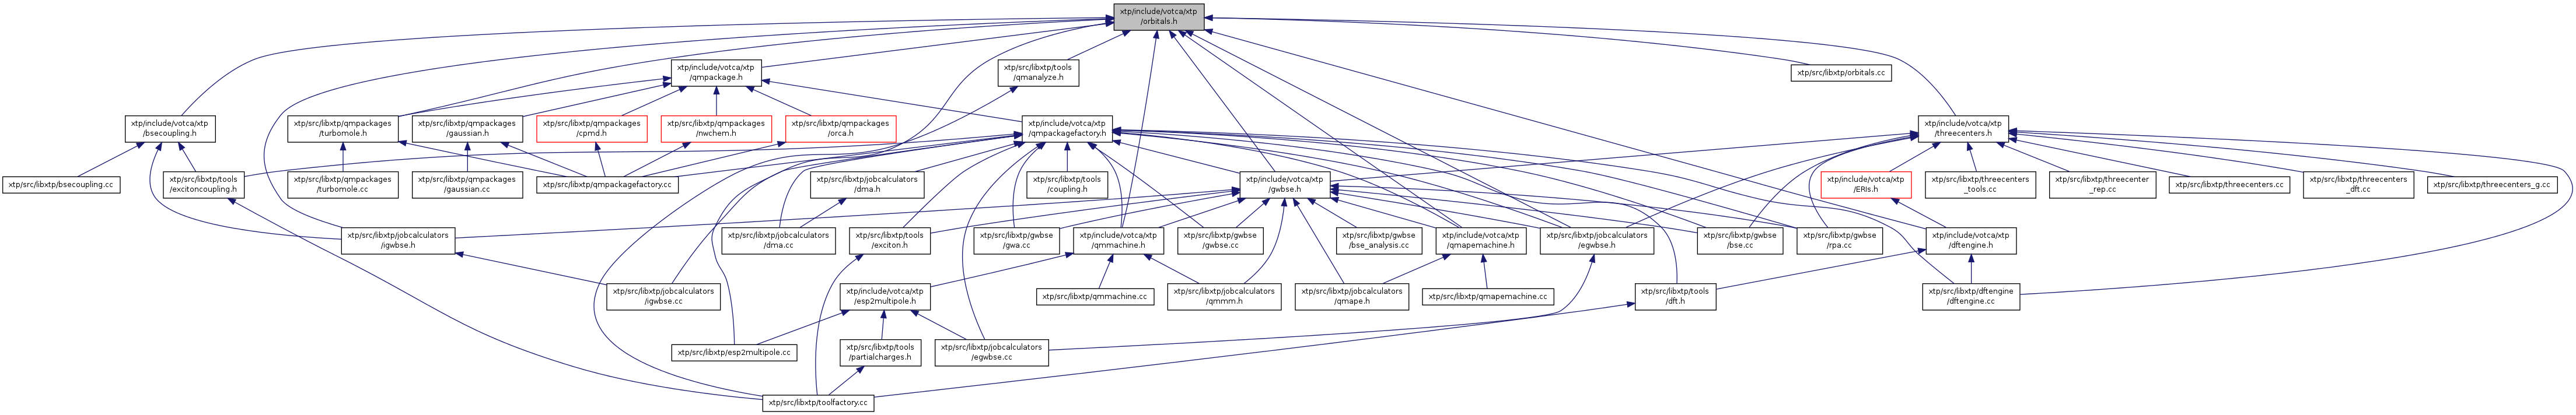 xtp/include/votca/xtp
/orbitals.h
xtp/include/votca/xtp
/qmpackage.h
xtp/src/libxtp/tools
/qmanalyze.h
xtp/src/libxtp/orbitals.cc
xtp/include/votca/xtp
/bsecoupling.h
xtp/src/libxtp/qmpackages
/turbomole.h
xtp/src/libxtp/qmpackages
/gaussian.h
xtp/src/libxtp/qmpackages
/cpmd.h
xtp/src/libxtp/qmpackages
/nwchem.h
xtp/src/libxtp/qmpackages
/orca.h
xtp/include/votca/xtp
/qmpackagefactory.h
xtp/include/votca/xtp
/threecenters.h
xtp/src/libxtp/bsecoupling.cc
xtp/src/libxtp/tools
/excitoncoupling.h
xtp/src/libxtp/qmpackages
/turbomole.cc
xtp/src/libxtp/qmpackages
/gaussian.cc
xtp/src/libxtp/qmpackagefactory.cc
xtp/src/libxtp/jobcalculators
/dma.h
xtp/src/libxtp/tools
/coupling.h
xtp/include/votca/xtp
/gwbse.h
xtp/include/votca/xtp
/ERIs.h
xtp/src/libxtp/threecenters
_tools.cc
xtp/src/libxtp/threecenter
_rep.cc
xtp/src/libxtp/threecenters.cc
xtp/src/libxtp/threecenters
_dft.cc
xtp/src/libxtp/threecenters_g.cc
xtp/src/libxtp/jobcalculators
/igwbse.h
xtp/src/libxtp/jobcalculators
/dma.cc
xtp/src/libxtp/tools
/exciton.h
xtp/src/libxtp/gwbse
/gwa.cc
xtp/include/votca/xtp
/qmmachine.h
xtp/src/libxtp/gwbse
/gwbse.cc
xtp/src/libxtp/gwbse
/bse_analysis.cc
xtp/include/votca/xtp
/qmapemachine.h
xtp/src/libxtp/jobcalculators
/egwbse.h
xtp/src/libxtp/gwbse
/bse.cc
xtp/src/libxtp/gwbse
/rpa.cc
xtp/include/votca/xtp
/dftengine.h
xtp/src/libxtp/jobcalculators
/igwbse.cc
xtp/include/votca/xtp
/esp2multipole.h
xtp/src/libxtp/qmmachine.cc
xtp/src/libxtp/jobcalculators
/qmmm.h
xtp/src/libxtp/jobcalculators
/qmape.h
xtp/src/libxtp/qmapemachine.cc
xtp/src/libxtp/tools
/dft.h
xtp/src/libxtp/dftengine
/dftengine.cc
xtp/src/libxtp/esp2multipole.cc
xtp/src/libxtp/tools
/partialcharges.h
xtp/src/libxtp/jobcalculators
/egwbse.cc
xtp/src/libxtp/toolfactory.cc